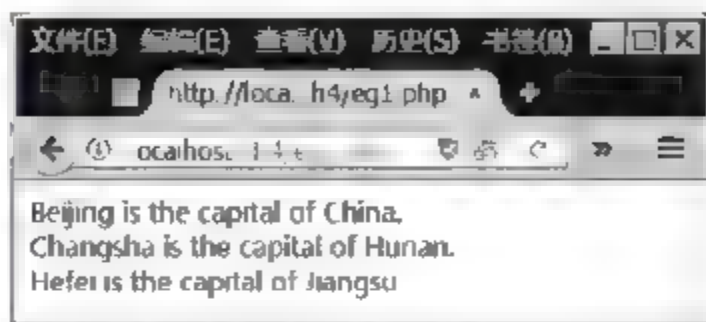 文件(F) 编辑(E) 查看(V) 历史(S) 书签(B)
http://loca...h4/eg1.php ×
Beijing is the capital of China.
Changsha is the capital of Hunan.
Hefei is the capital of Jiangsu